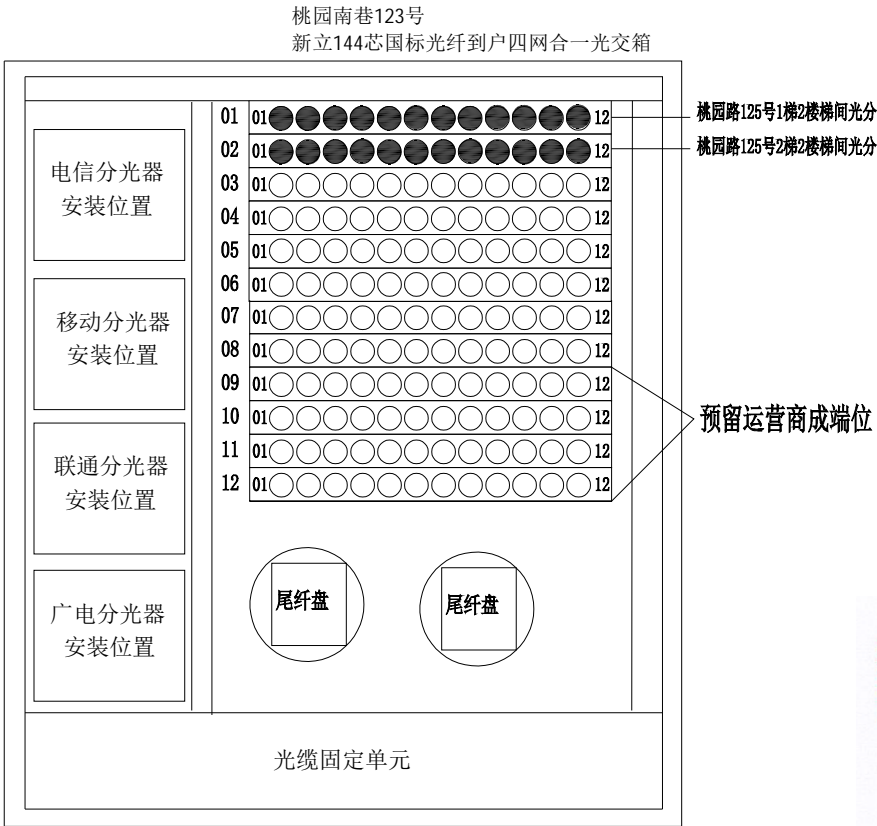 桃园南巷123号
新立144芯国标光纤到户四网合一光交箱
电信分光器
安装位置
移动分光器
安装位置
联通分光器
安装位置
广电分光器
安装位置
01 01 12 桃园路125号1梯2楼梯间光分
02 01 12 桃园路125号2梯2楼梯间光分
03 01 12
04 01 12
05 01 12
06 01 12
07 01 12
08 01 12
09 01 12
10 01 12
11 01 12
12 01 12
预留运营商成端位
尾纤盘
尾纤盘
光缆固定单元